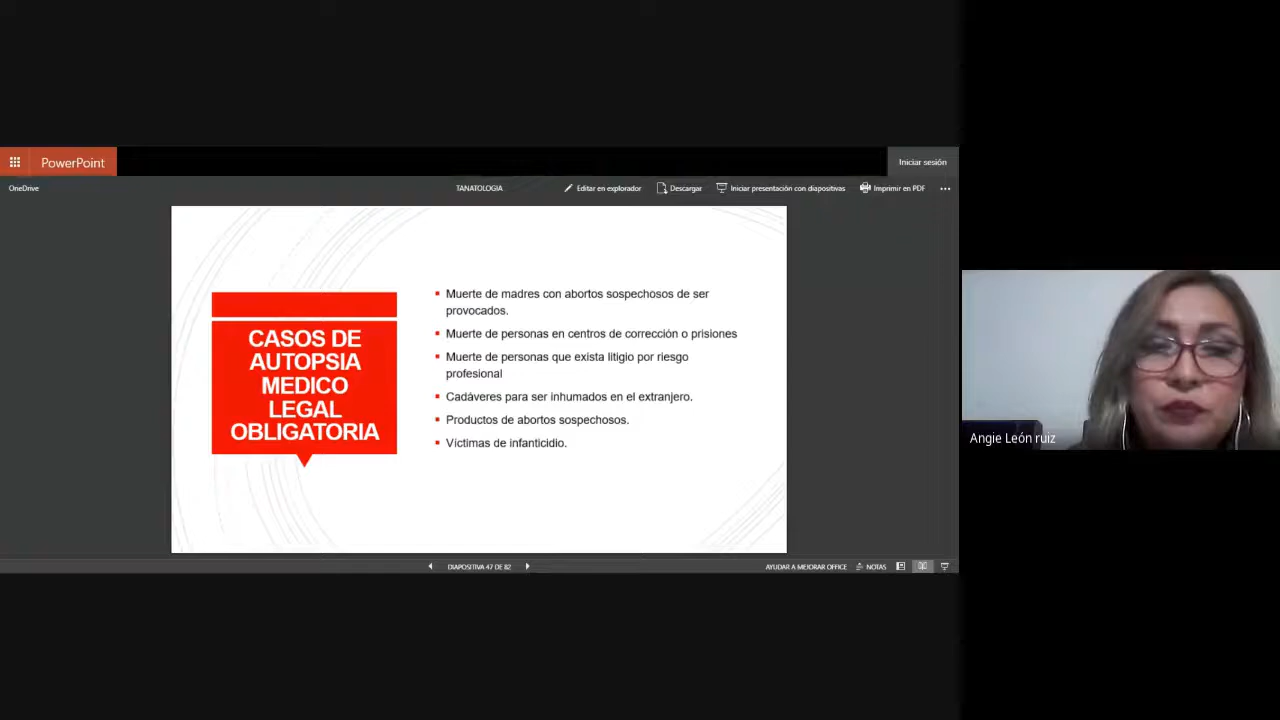 PowerPoint
Iniciar sesión
OneDrive
TANATOLOGIA
Editar en explorador
Descargar
Iniciar presentación con diapositivas
Imprimir en PDF
CASOS DE
AUTOPSIA
MEDICO
LEGAL
OBLIGATORIA
Muerte de madres con abortos sospechosos de ser
provocados.
Muerte de personas en centros de corrección o prisiones
Muerte de personas que exista litigio por riesgo
profesional
Cadáveres para ser inhumados en el extranjero.
Productos de abortos sospechosos.
Víctimas de infanticidio.
Angie León ruiz
DIAPOSITIVA 47 DE 82
AYUDAR A MEJORAR OFFICE
NOTAS